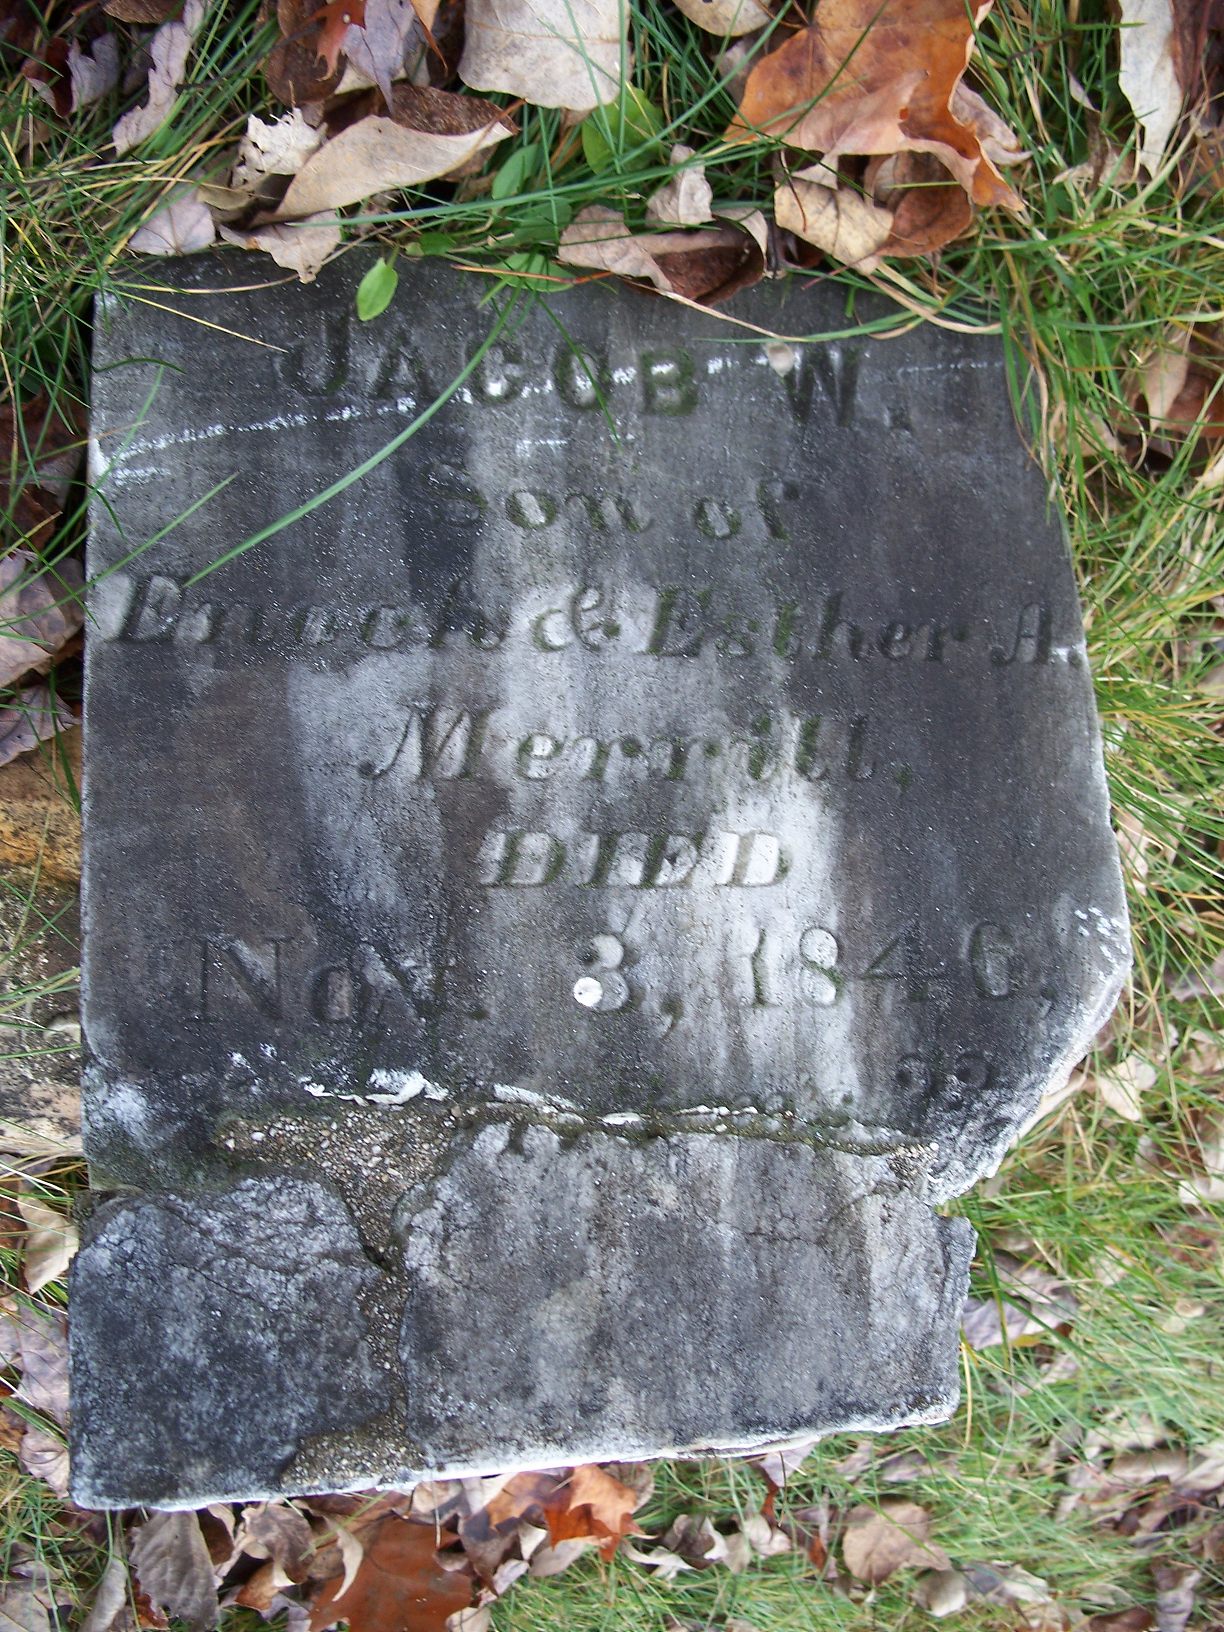 JACOB W.
Son of
Enoch & Esther A.
Merrill,
DIED
Nov. 3, 1846,